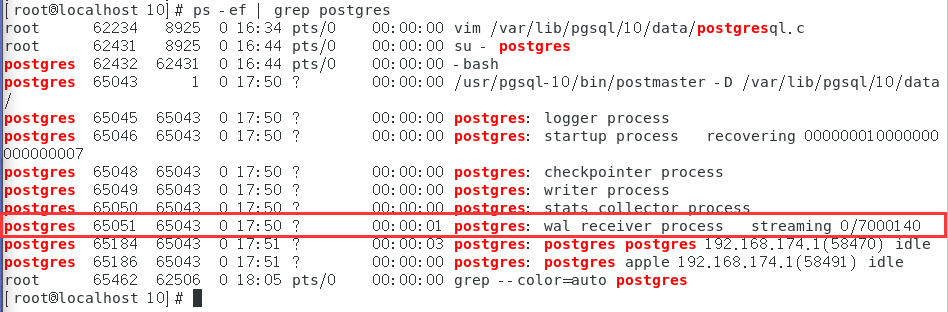 [root@localhost 10]# ps -ef | grep postgres
root 62234 8925 0 16:34 pts/0 00:00:00 vim /var/lib/pgsql/10/data/postgresql.c
root 62431 8925 0 16:44 pts/0 00:00:00 su - postgres
postgres 62432 62431 0 16:44 pts/0 00:00:00 -bash
postgres 65043 1 0 17:50 ? 00:00:00 /usr/pgsql-10/bin/postmaster -D /var/lib/pgsql/10/data
/
postgres 65045 65043 0 17:50 ? 00:00:00 postgres: logger process
postgres 65046 65043 0 17:50 ? 00:00:00 postgres: startup process recovering 000000010000000
000000007
postgres 65048 65043 0 17:50 ? 00:00:00 postgres: checkpointer process
postgres 65049 65043 0 17:50 ? 00:00:00 postgres: writer process
postgres 65050 65043 0 17:50 ? 00:00:00 postgres: stats collector process
postgres 65051 65043 0 17:50 ? 00:00:01 postgres: wal receiver process streaming 0/7000140
postgres 65184 65043 0 17:51 ? 00:00:03 postgres: postgres postgres 192.168.174.1(58470) idle
postgres 65186 65043 0 17:51 ? 00:00:00 postgres: postgres apple 192.168.174.1(58491) idle
root 65462 62506 0 18:05 pts/0 00:00:00 grep --color=auto postgres
[root@localhost 10]#